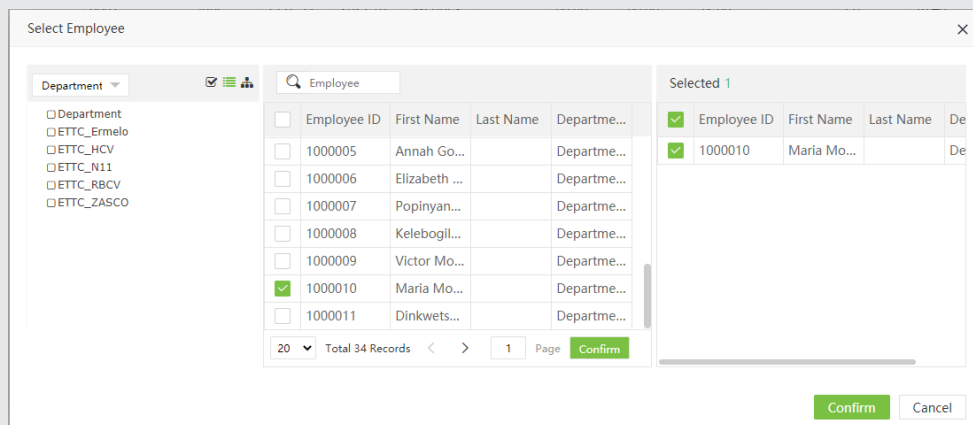 Select Employee
Department
Department
ETTC_Ermelo
ETTC_HCV
ETTC_N11
ETTC_RBCV
ETTC_ZASCO
Employee
Employee ID First Name Last Name Departme...
1000005 Annah Go... Departme...
1000006 Elizabeth ... Departme...
1000007 Popinyan... Departme...
1000008 Kelebogil... Departme...
1000009 Victor Mo... Departme...
1000010 Maria Mo... Departme...
1000011 Dinkwets... Departme...
20 Total 34 Records < > 1 Page Confirm
Selected 1
Employee ID First Name Last Name De
1000010 Maria Mo... De
Confirm Cancel